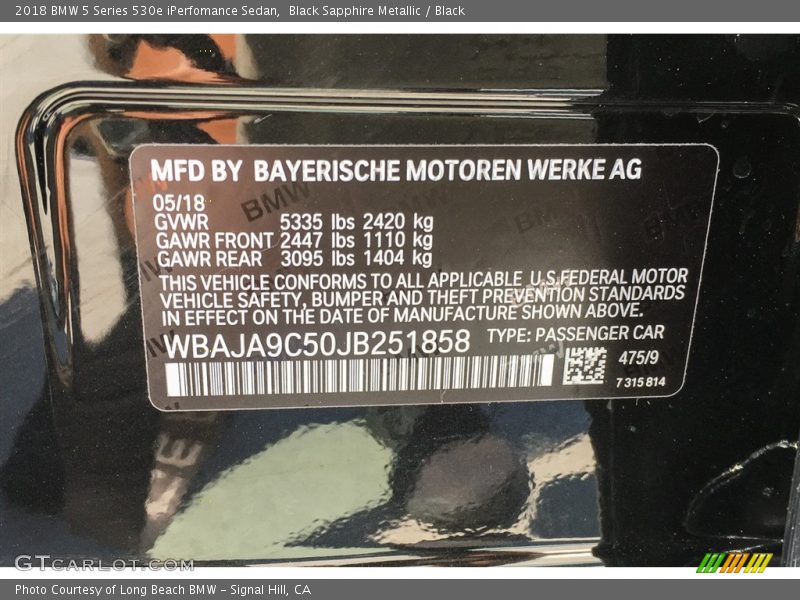 2018 BMW 5 Series 530e iPerfomance Sedan,  Black Sapphire Metallic / Black
MFD BY BAYERISCHE MOTOREN WERKE AG
05/18
GVWR 5335 lbs 2420 kg
GAWR FRONT 2447 lbs 1110 kg
GAWR REAR 3095 lbs 1404 kg
THIS VEHICLE CONFORMS TO ALL APPLICABLE U.S.FEDERAL MOTOR
VEHICLE SAFETY, BUMPER AND THEFT PREVENTION STANDARDS
IN EFFECT ON THE DATE OF MANUFACTURE SHOWN ABOVE.
WBAJA9C50JB251858 TYPE: PASSENGER CAR
475/9
7 315 814
GTCARLOT.COM
Photo Courtesy of Long Beach BMW - Signal Hill, CA